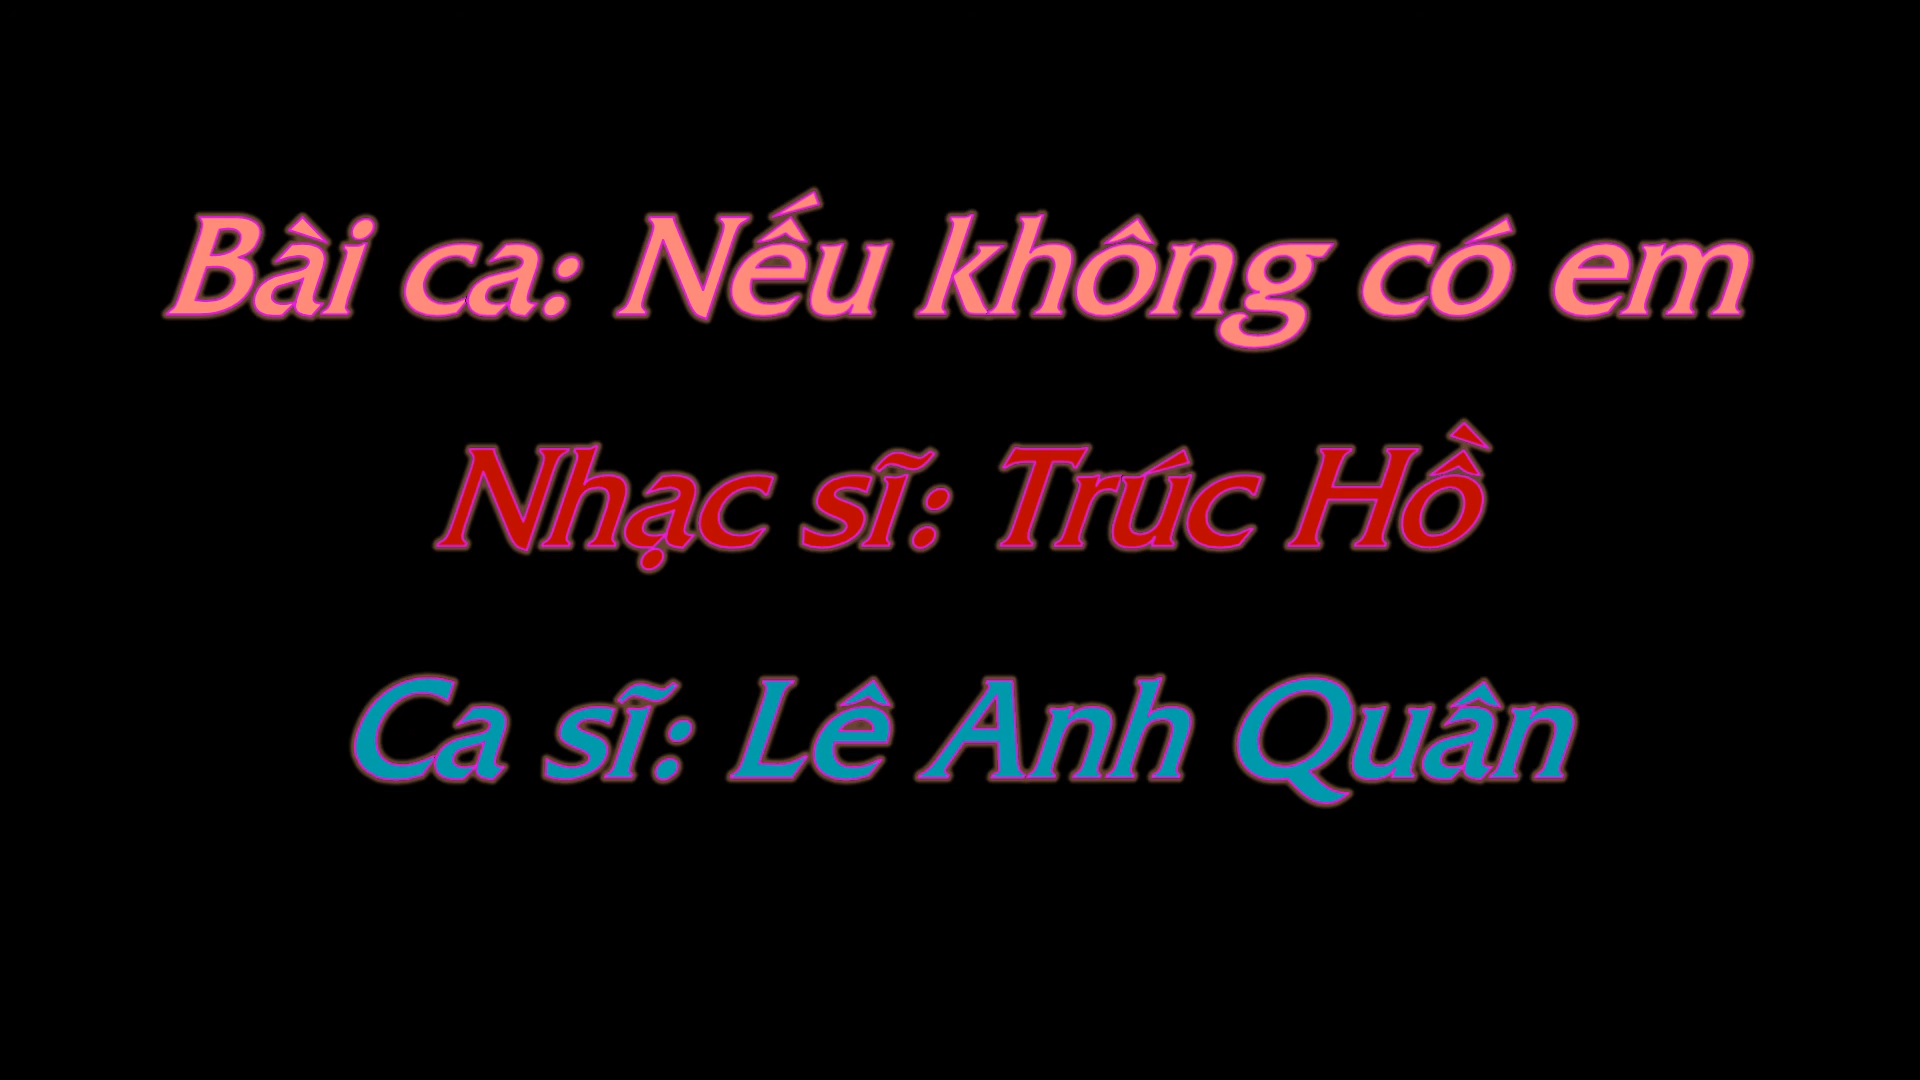 Bài ca: Nếu không có em
Nhạc sĩ: Trúc Hồ
Ca sĩ: Lê Anh Quân